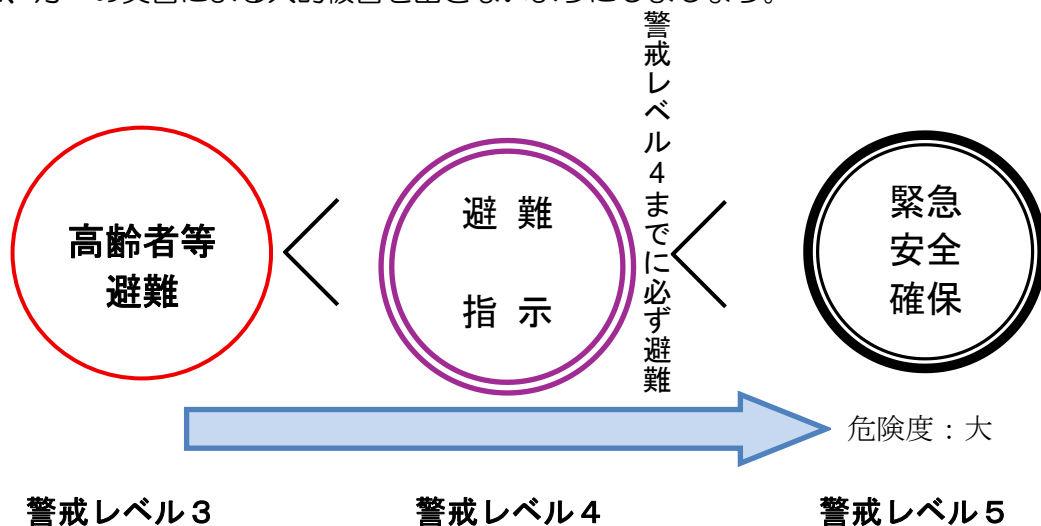 高齢者等
避難
避 難
指 示
警戒レベル４までに必ず避難
緊急
安全
確保
危険度：大
警戒レベル３
警戒レベル４
警戒レベル５